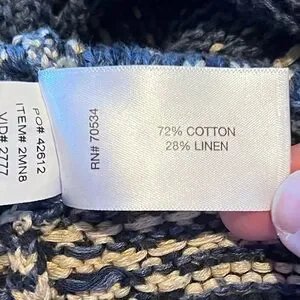 PO# 42612
ITEM# 2MN8
VID# 2777
RN# 70534
72% COTTON
28% LINEN